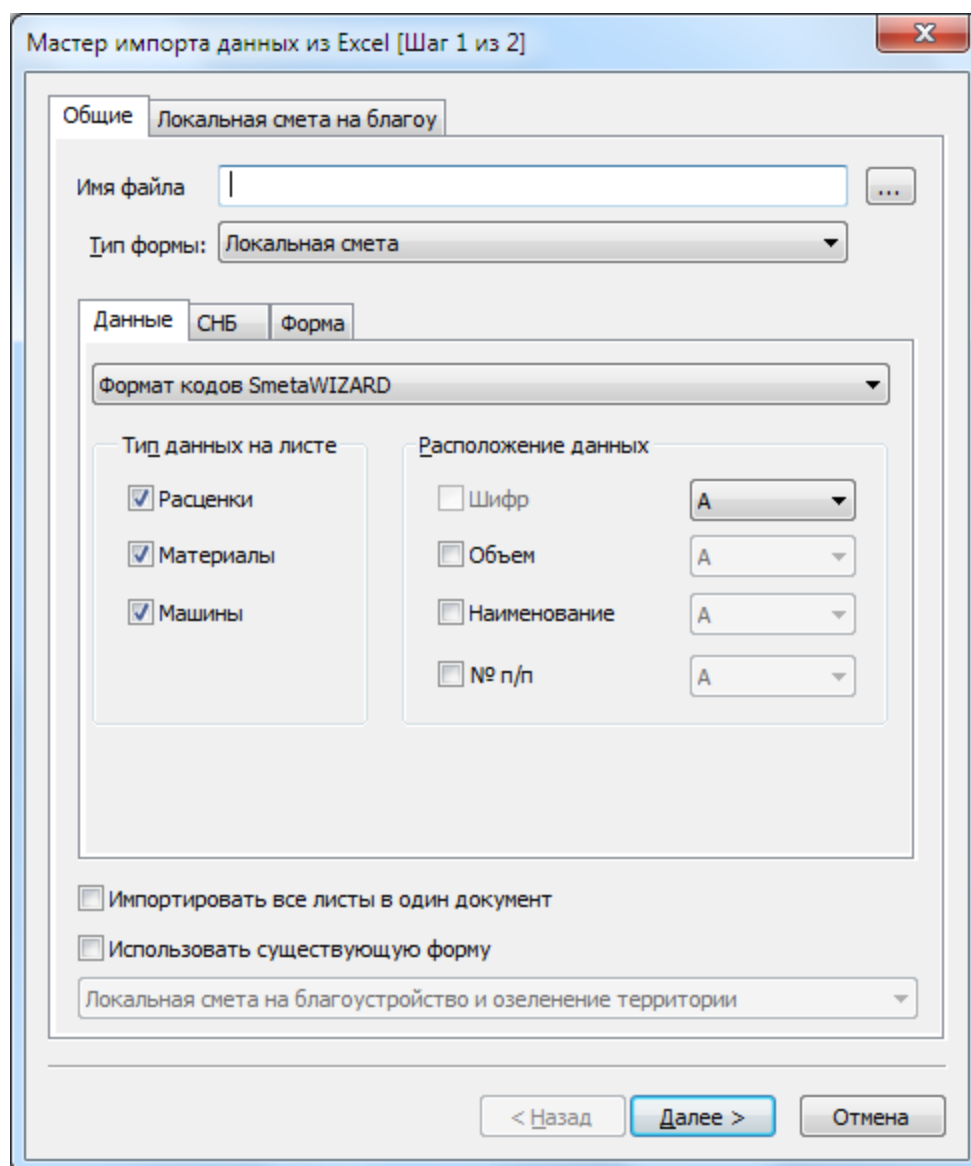 Мастер импорта данных из Excel [Шаг 1 из 2]
Общие Локальная смета на благоу
Имя файла ...
Тип формы: Локальная смета
Данные СНБ Форма
Формат кодов SmetaWIZARD
Тип данных на листе Расположение данных
Расценки Шифр A
Материалы Объем A
Машины Наименование A
№ п/п A
Импортировать все листы в один документ
Использовать существующую форму
Локальная смета на благоустройство и озеленение территории
< Назад Далее > Отмена